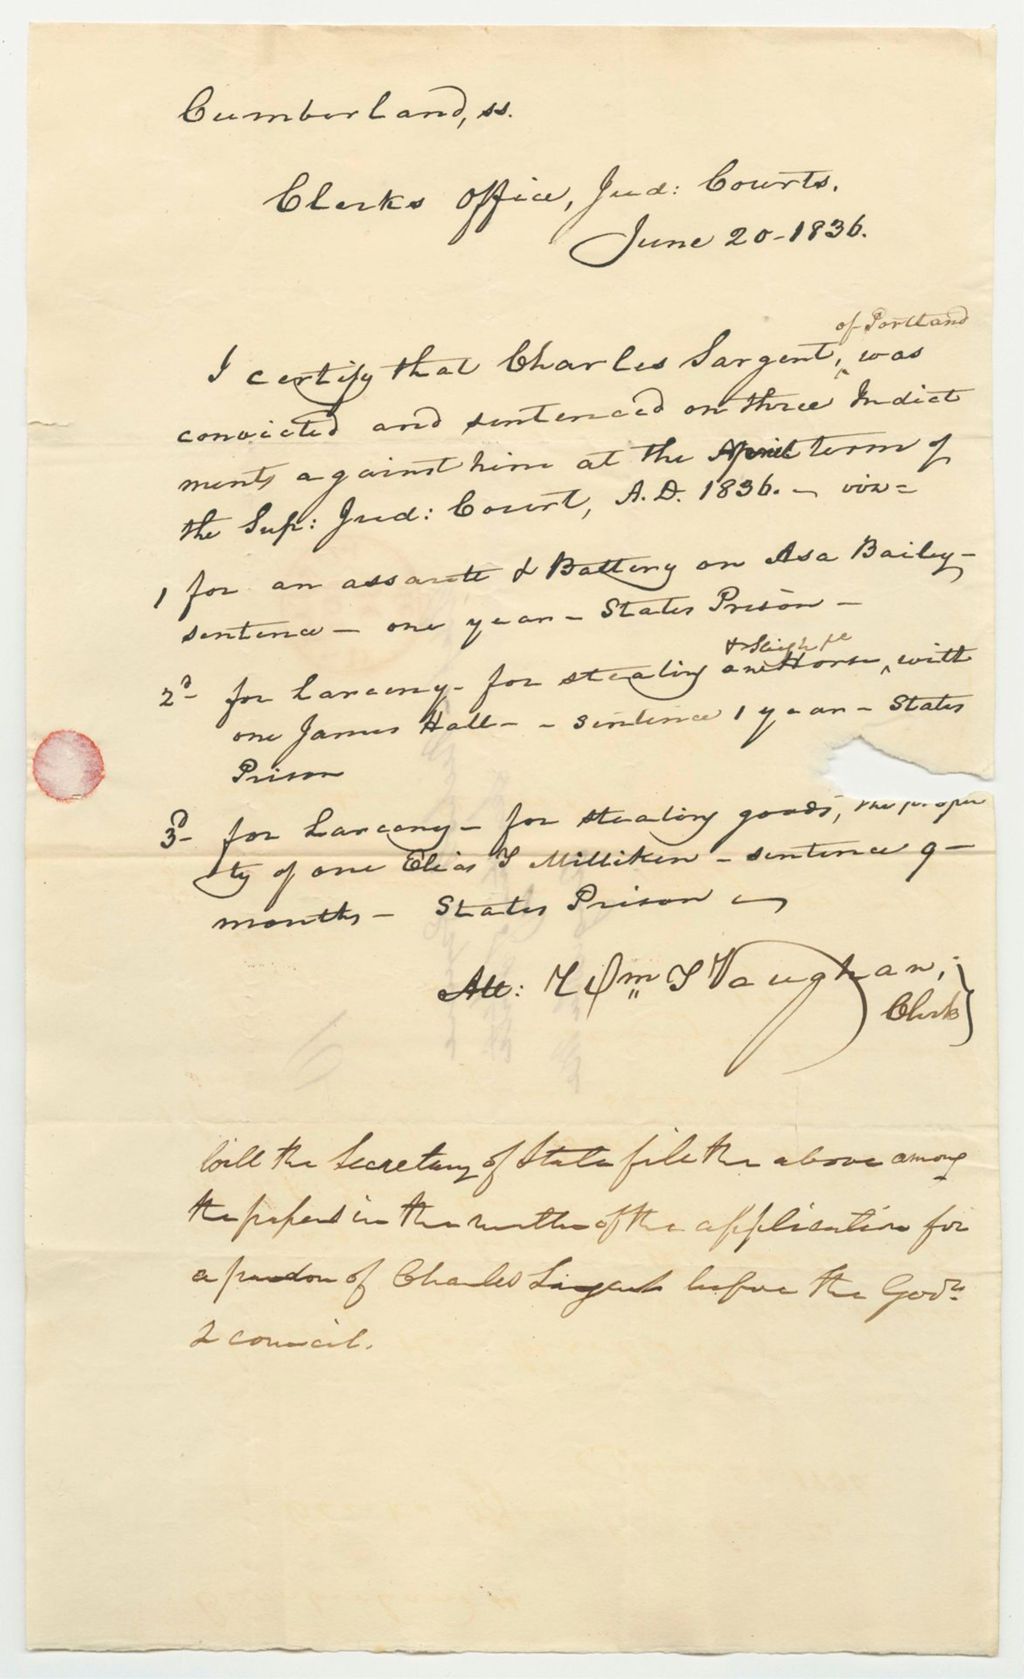 Cumberland, ss.
Clerks Office, Jud: Courts.
June 20 - 1836.
of Portland
I certify that Charles Sargent, ^ was
convicted and sentenced on three Indict
ments against him at the April term of
the Sup: Jud: Court, A.D. 1836. - viz=
1 for an assault & Battery on Asa Bailey -
sentence - one year - States Prison -
& Sleigh &c
2d- for Larceny - for stealing one Horse ^ with
one James Hall - - sentence 1 year - States
Prison
3d- for Larceny - for stealing goods, the proper
ty of one Elias T Milliken - sentence 9 -
months - States Prison -
Att: Wm T Vaughan, }
Clerk }
Will the Secretary of State file the above among
the papers in the matter of the application for
a pardon of Charles Sargent before the Govr
& council.